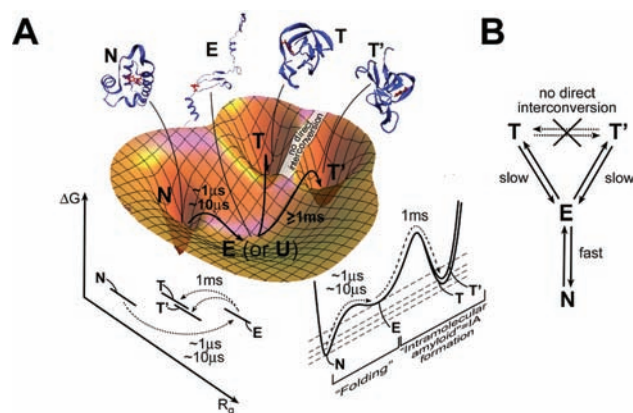 A
N
E
T
T'
no direct
interconversion
T
T'
N
~1μs
~10μs
≥1ms
E (or U)
ΔG
N
T
T'
1ms
E
~1μs
~10μs
Rg
1ms
~1μs
~10μs
T'
T
E
N
"Folding"
"Intramolecular
amyloid"=IA
formation
B
no direct
interconversion
T
T'
slow
slow
E
fast
N